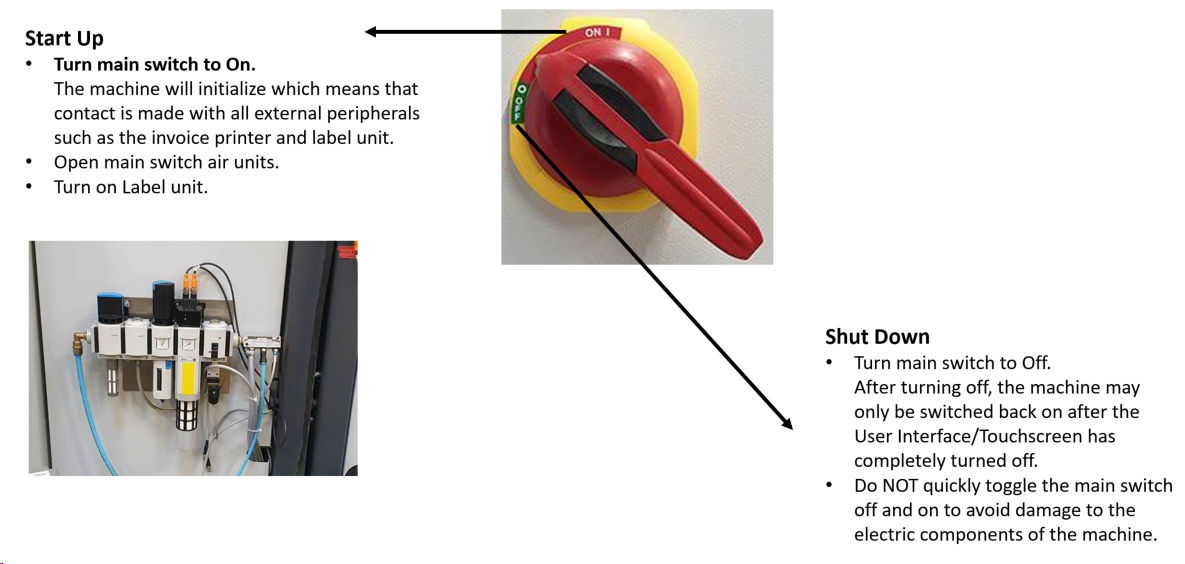 Start Up
• Turn main switch to On.
The machine will initialize which means that
contact is made with all external peripherals
such as the invoice printer and label unit.
• Open main switch air units.
• Turn on Label unit.
ON I
O OFF
Shut Down
• Turn main switch to Off.
After turning off, the machine may
only be switched back on after the
User Interface/Touchscreen has
completely turned off.
• Do NOT quickly toggle the main switch
off and on to avoid damage to the
electric components of the machine.